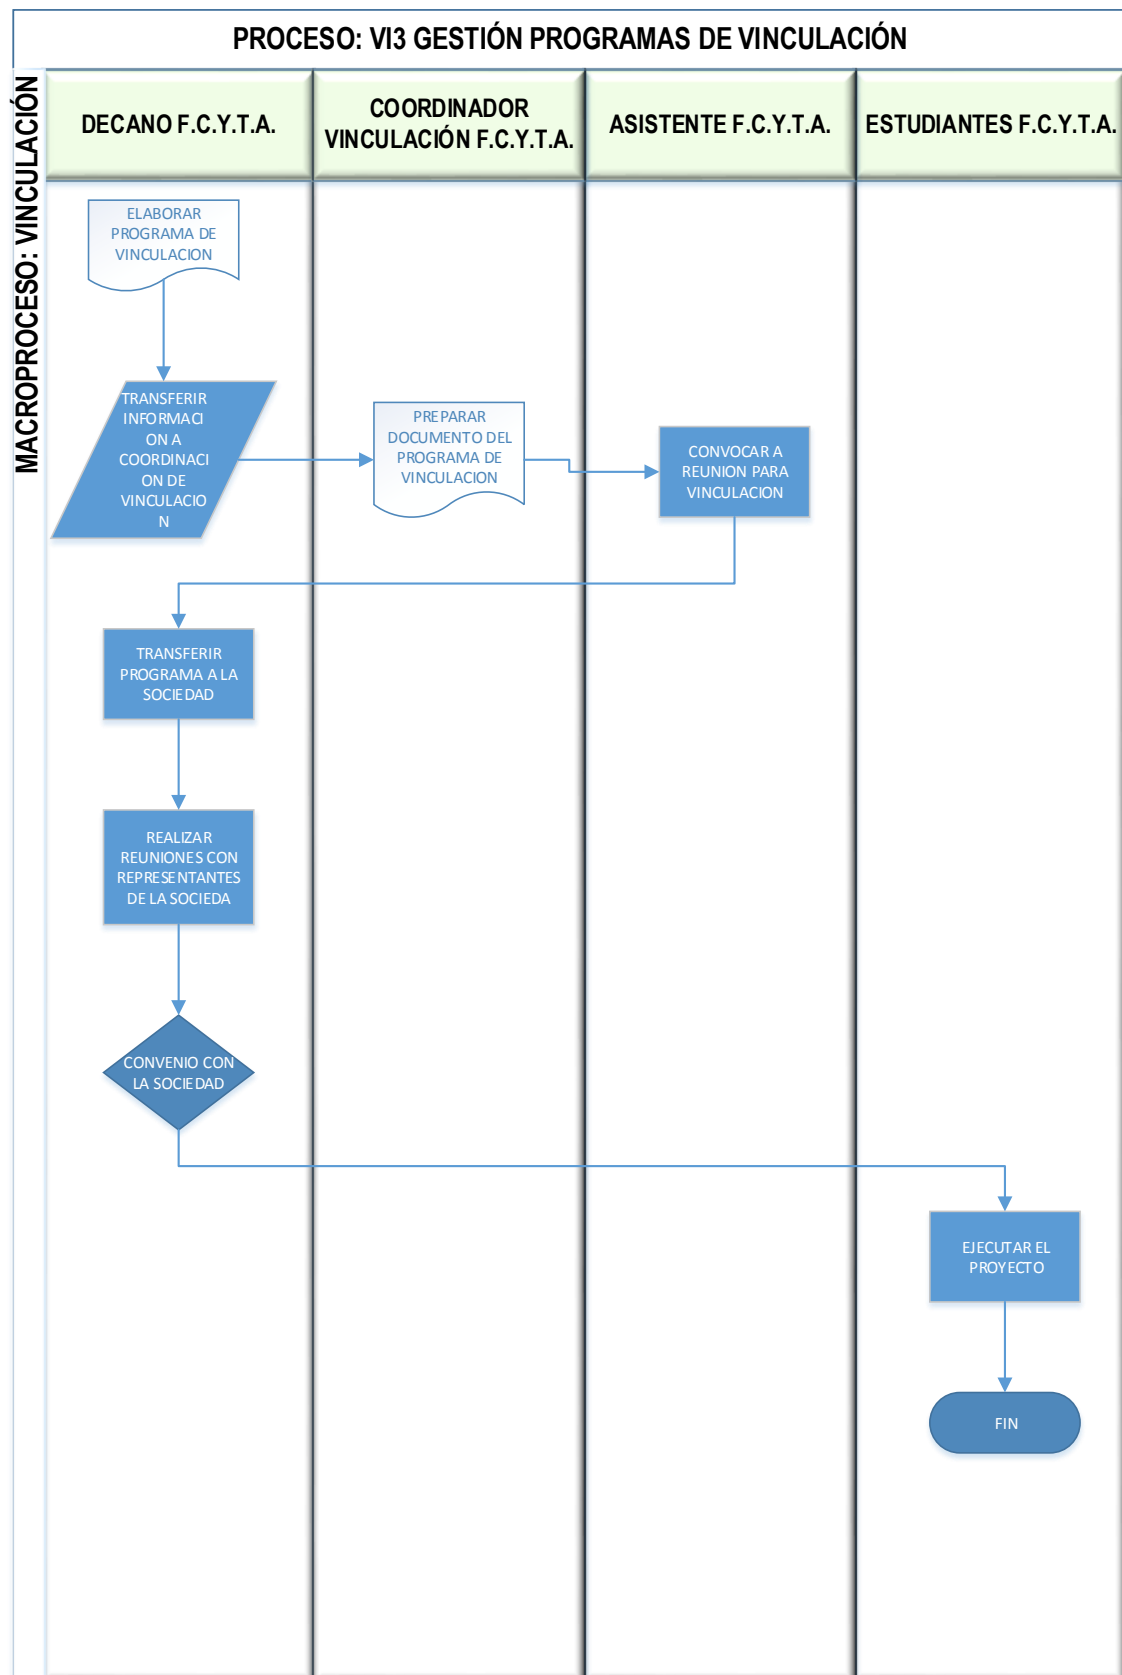 PROCESO: VI3 GESTIÓN PROGRAMAS DE VINCULACIÓN
MACROPROCESO: VINCULACIÓN
DECANO F.C.Y.T.A.
COORDINADOR
VINCULACIÓN F.C.Y.T.A.
ASISTENTE F.C.Y.T.A.
ESTUDIANTES F.C.Y.T.A.
ELABORAR
PROGRAMA DE
VINCULACION
TRANSFERIR
INFORMACI
ON A
COORDINACI
ON DE
VINCULACIO
N
PREPARAR
DOCUMENTO DEL
PROGRAMA DE
VINCULACION
CONVOCAR A
REUNION PARA
VINCULACION
TRANSFERIR
PROGRAMA A LA
SOCIEDAD
REALIZAR
REUNIONES CON
REPRESENTANTES
DE LA SOCIEDA
CONVENIO CON
LA SOCIEDAD
EJECUTAR EL
PROYECTO
FIN